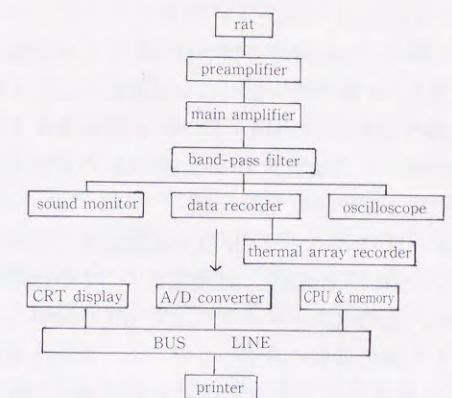 rat
preamplifier
main amplifier
band-pass filter
sound monitor
data recorder
oscilloscope
thermal array recorder
CRT display
A/D converter
CPU & memory
BUS LINE
printer